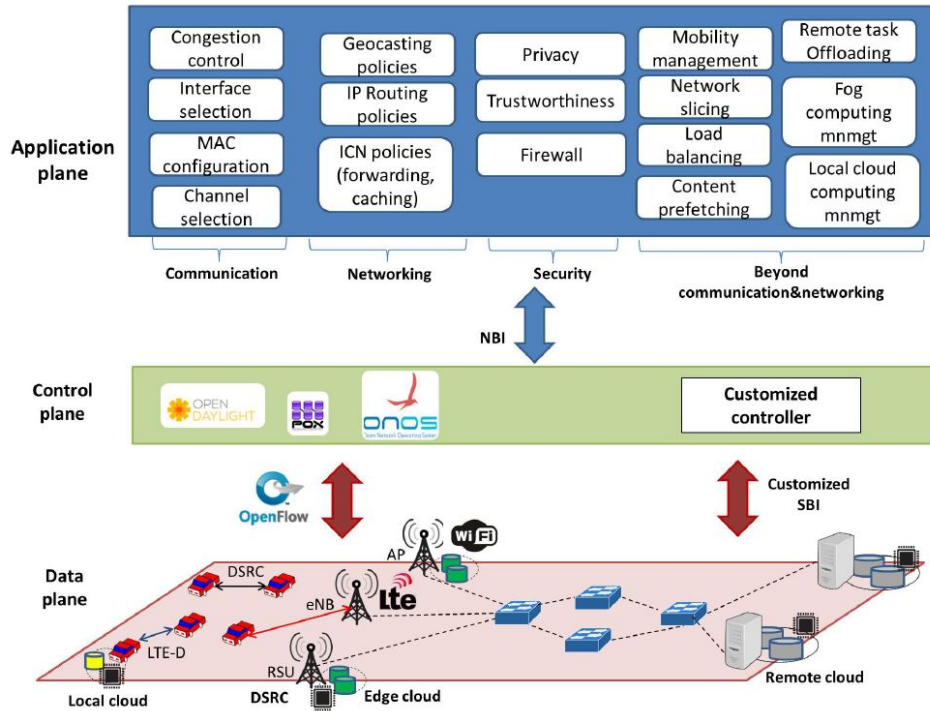 Application
plane
Congestion
control
Interface
selection
MAC
configuration
Channel
selection
Geocasting
policies
IP Routing
policies
ICN policies
(forwarding,
caching)
Privacy
Trustworthiness
Firewall
Mobility
management
Network
slicing
Load
balancing
Content
prefetching
Remote task
Offloading
Fog
computing
mnmgt
Local cloud
computing
mnmgt
Communication
Networking
Security
Beyond
communication&networking
NBI
Control
plane
OPEN
DAYLIGHT
POX
onos
Customized
controller
OpenFlow
Customized
SBI
Data
plane
AP
WiFi
DSRC
eNB
Lte
LTE-D
RSU
Local cloud
DSRC
Edge cloud
Remote cloud